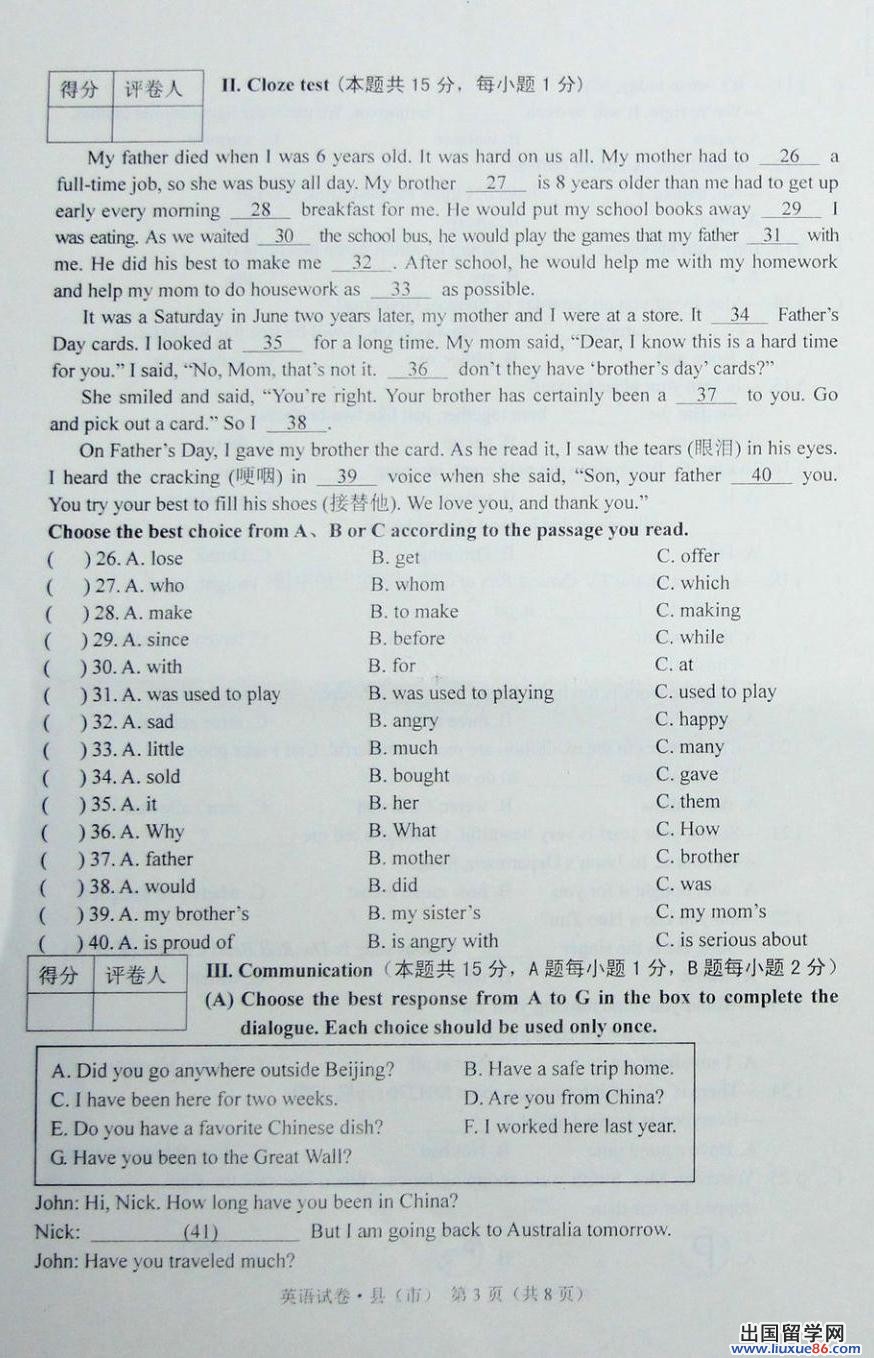 得分 评卷人 II. Cloze test (本题共 15 分，每小题 1 分)
My father died when I was 6 years old. It was hard on us all. My mother had to __26__ a
full-time job, so she was busy all day. My brother __27__ is 8 years older than me had to get up
early every morning __28__ breakfast for me. He would put my school books away __29__ I
was eating. As we waited __30__ the school bus, he would play the games that my father __31__ with
me. He did his best to make me __32__. After school, he would help me with my homework
and help my mom to do housework as __33__ as possible.
It was a Saturday in June two years later, my mother and I were at a store. It __34__ Father's
Day cards. I looked at __35__ for a long time. My mom said, "Dear, I know this is a hard time
for you." I said, "No, Mom, that's not it. __36__ don't they have 'brother's day' cards?"
She smiled and said, "You're right. Your brother has certainly been a __37__ to you. Go
and pick out a card." So I __38__.
On Father's Day, I gave my brother the card. As he read it, I saw the tears (眼泪) in his eyes.
I heard the cracking (哽咽) in __39__ voice when she said, "Son, your father __40__ you.
You try your best to fill his shoes (接替他). We love you, and thank you."
Choose the best choice from A、B or C according to the passage you read.
( ) 26. A. lose B. get C. offer
( ) 27. A. who B. whom C. which
( ) 28. A. make B. to make C. making
( ) 29. A. since B. before C. while
( ) 30. A. with B. for C. at
( ) 31. A. was used to play B. was used to playing C. used to play
( ) 32. A. sad B. angry C. happy
( ) 33. A. little B. much C. many
( ) 34. A. sold B. bought C. gave
( ) 35. A. it B. her C. them
( ) 36. A. Why B. What C. How
( ) 37. A. father B. mother C. brother
( ) 38. A. would B. did C. was
( ) 39. A. my brother's B. my sister's C. my mom's
( ) 40. A. is proud of B. is angry with C. is serious about
得分 评卷人 III. Communication（本题共 15 分，A 题每小题 1 分，B 题每小题 2 分）
(A) Choose the best response from A to G in the box to complete the
dialogue. Each choice should be used only once.
A. Did you go anywhere outside Beijing? B. Have a safe trip home.
C. I have been here for two weeks. D. Are you from China?
E. Do you have a favorite Chinese dish? F. I worked here last year.
G. Have you been to the Great Wall?
John: Hi, Nick. How long have you been in China?
Nick: ________(41)________ But I am going back to Australia tomorrow.
John: Have you traveled much?
英语试卷·县（市） 第 3 页（共 8 页）
出国留学网
www.liuxue86.com